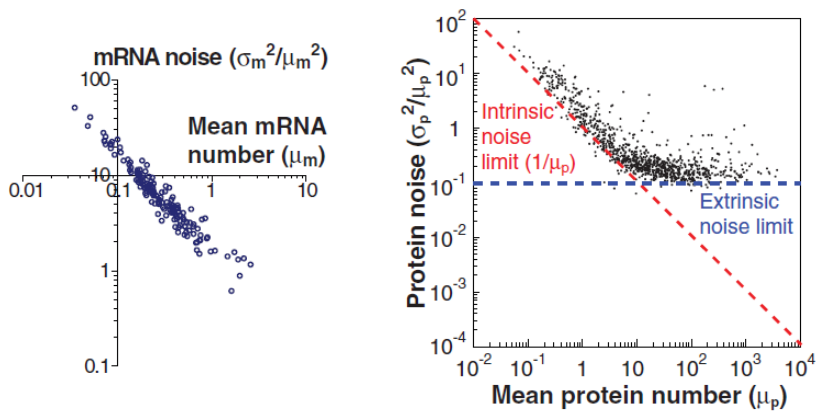 mRNA noise (σm²/μm²)
100
Mean mRNA
number (μm)
0.01
0.1
10
1
10
1
0.1
Protein noise (σp²/μp²)
10²
10¹
1
10⁻¹
10⁻²
10⁻³
10⁻⁴
Intrinsic
noise
limit (1/μp)
Extrinsic
noise limit
10⁻²
10⁻¹
1
10
10²
10³
10⁴
Mean protein number (μp)